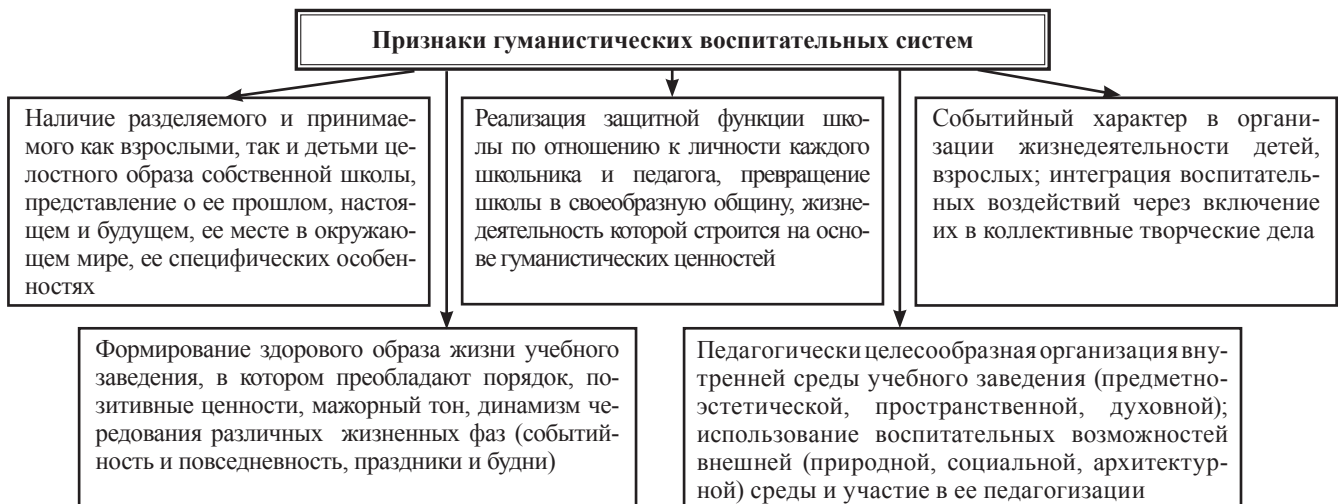 Признаки гуманистических воспитательных систем
Наличие разделяемого и принимае-
мого как взрослыми, так и детьми це-
лостного образа собственной школы,
представление о ее прошлом, настоя-
щем и будущем, ее месте в окружаю-
щем мире, ее специфических особен-
ностях
Реализация защитной функции шко-
лы по отношению к личности каждого
школьника и педагога, превращение
школы в своеобразную общину, жизне-
деятельность которой строится на осно-
ве гуманистических ценностей
Событийный характер в органи-
зации жизнедеятельности детей,
взрослых; интеграция воспитатель-
ных воздействий через включение
их в коллективные творческие дела
Формирование здорового образа жизни учебного
заведения, в котором преобладают порядок, по-
зитивные ценности, мажорный тон, динамизм че-
редования различных жизненных фаз (событий-
ность и повседневность, праздники и будни)
Педагогически целесообразная организация вну-
тренней среды учебного заведения (предметно-
эстетической, пространственной, духовной);
использование воспитательных возможностей
внешней (природной, социальной, архитектур-
ной) среды и участие в ее педагогизации